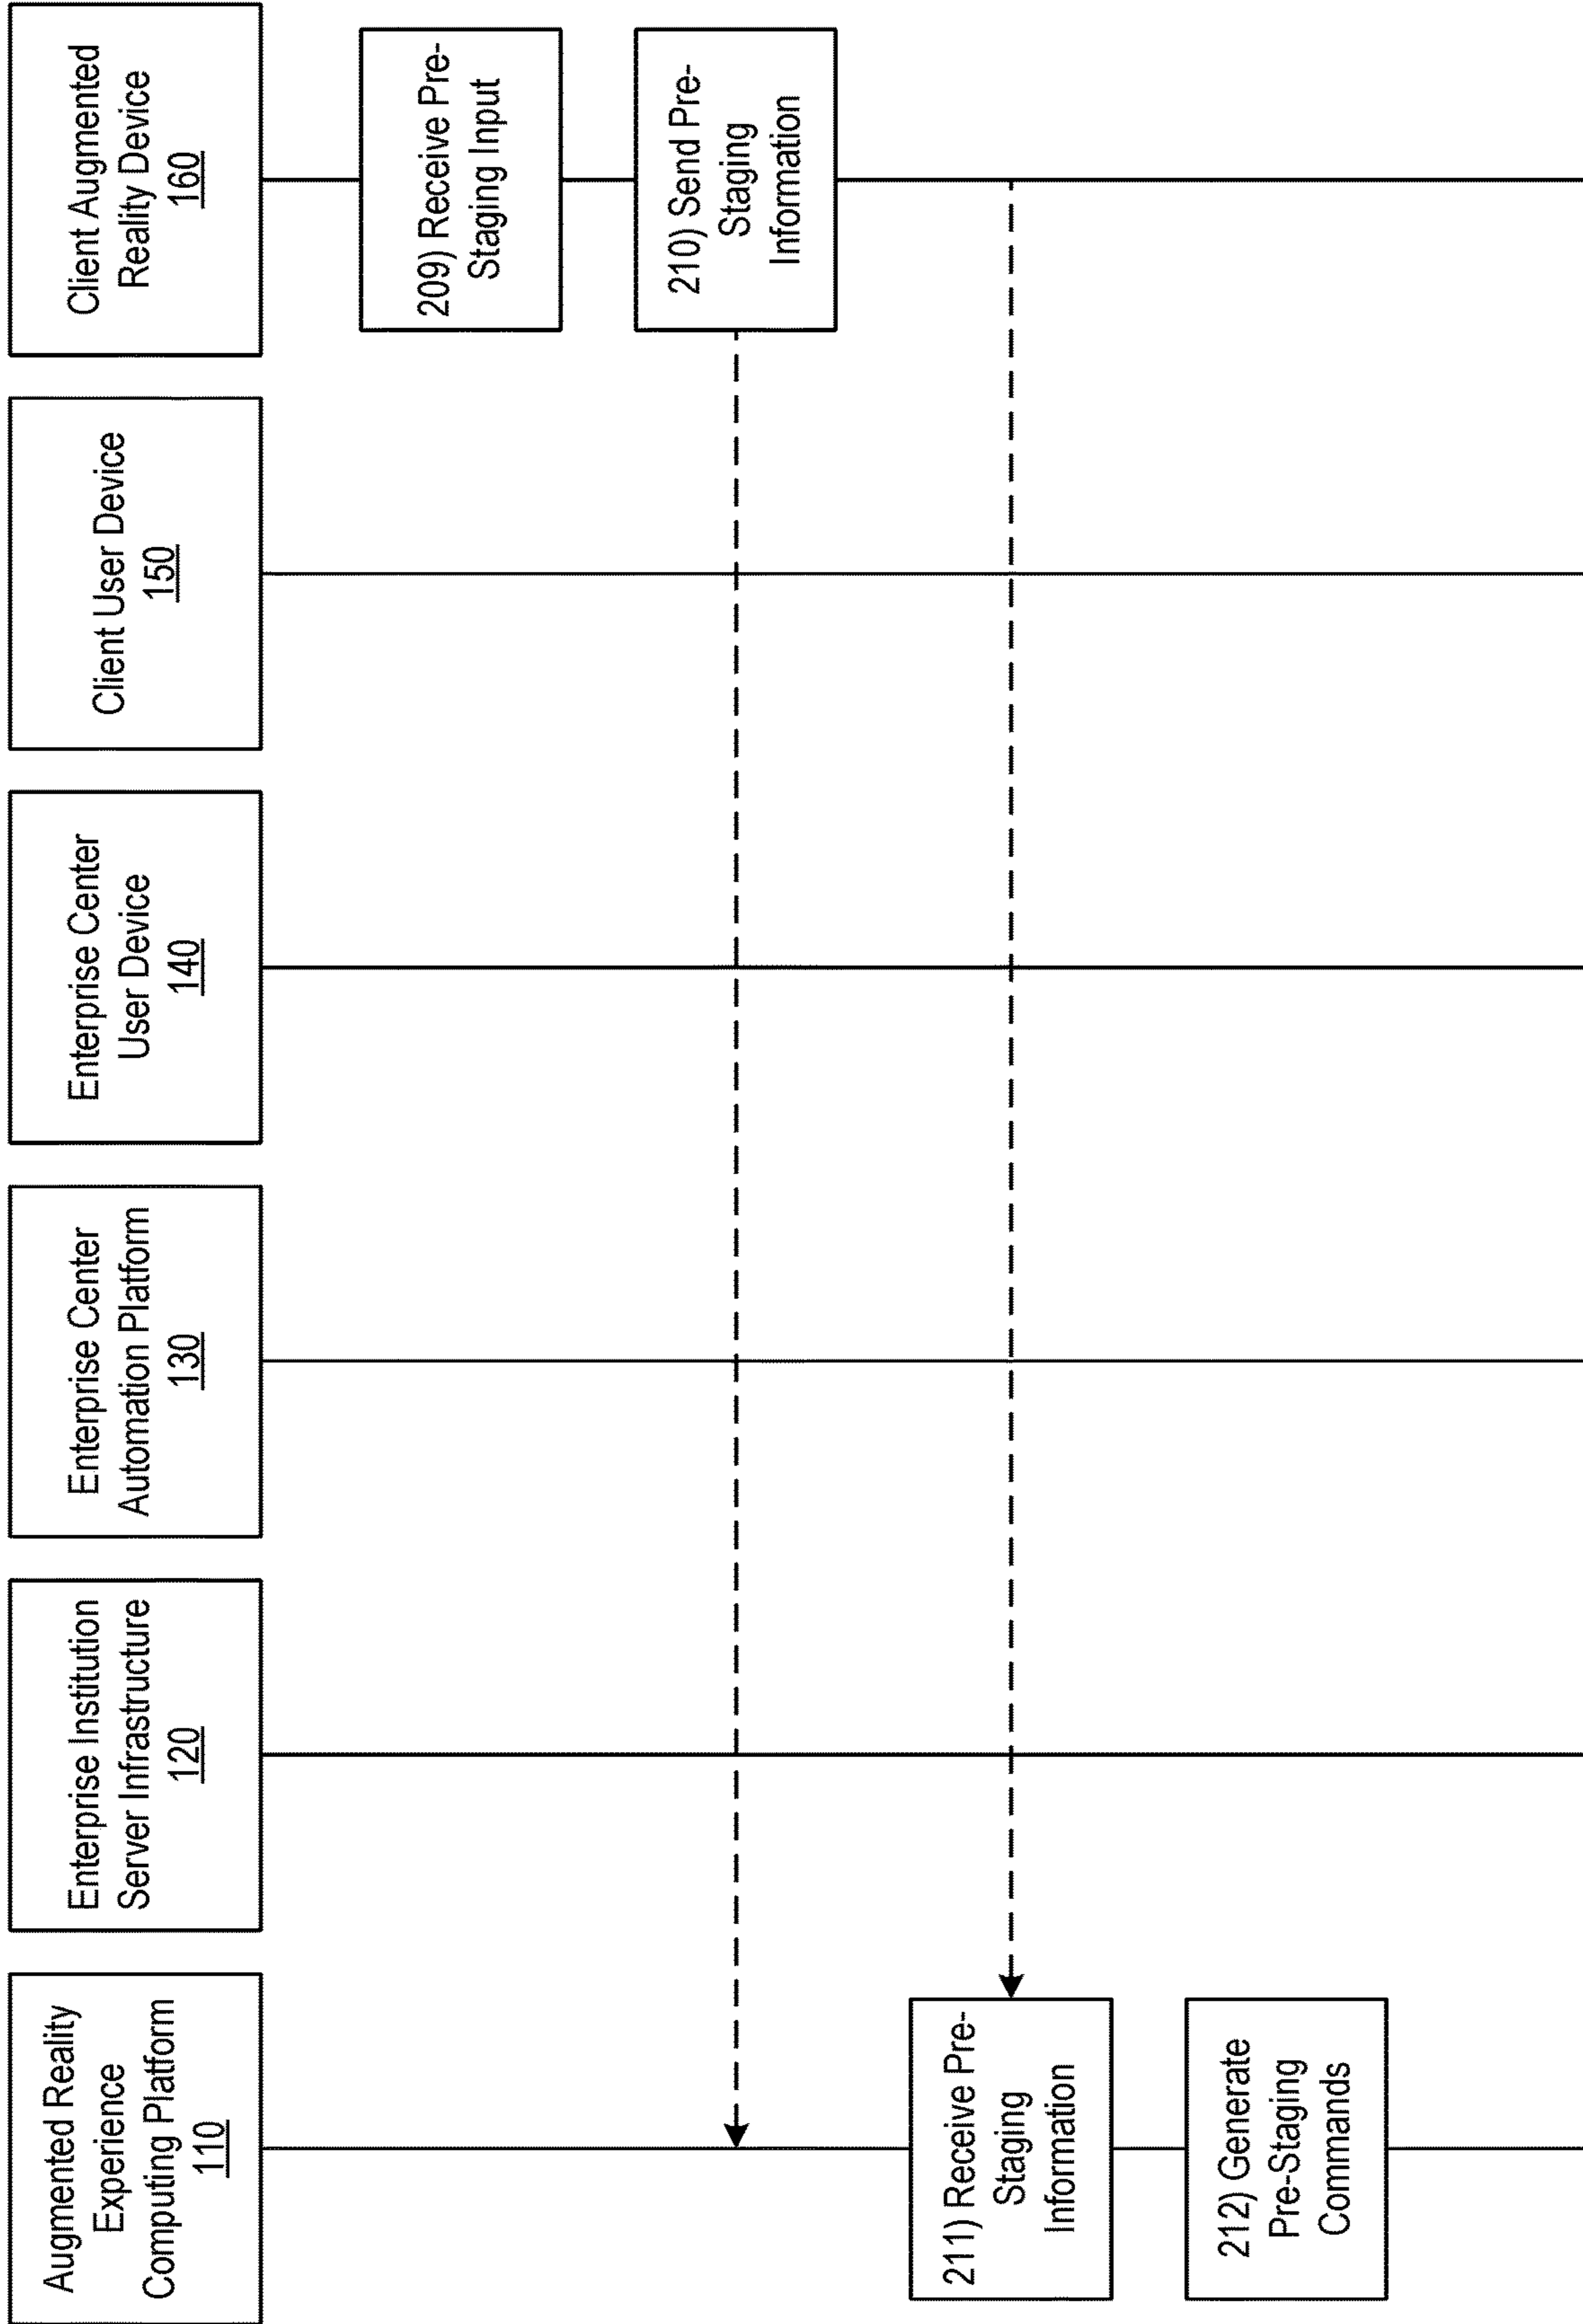 Augmented Reality
Experience
Computing Platform
110
Enterprise Institution
Server Infrastructure
120
Enterprise Center
Automation Platform
130
Enterprise Center
User Device
140
Client User Device
150
Client Augmented
Reality Device
160
209) Receive Pre-
Staging Input
210) Send Pre-
Staging
Information
211) Receive Pre-
Staging
Information
212) Generate
Pre-Staging
Commands